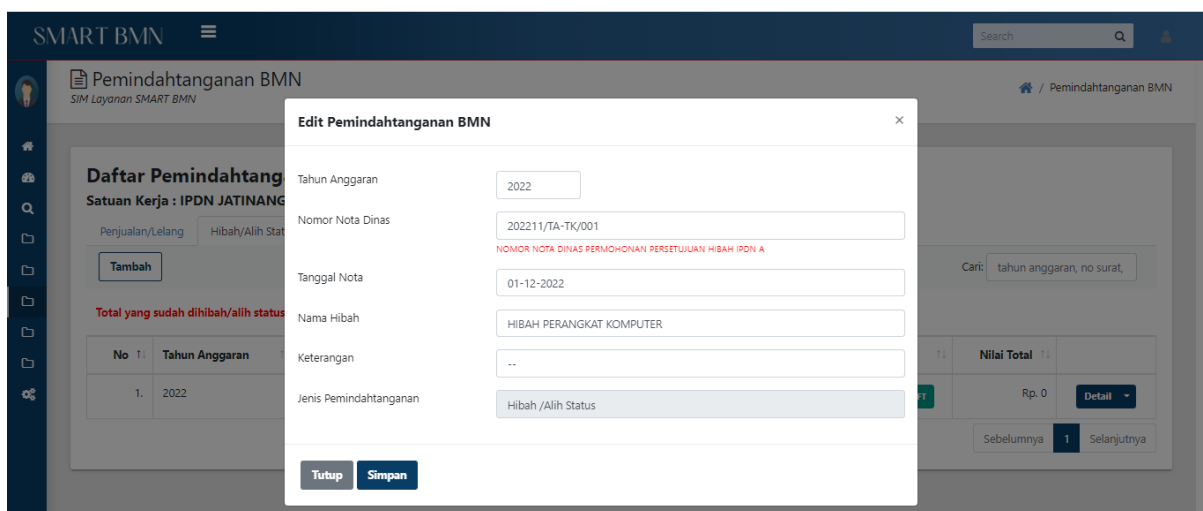 SMART BMN
Search
Pemindahtanganan BMN
SIM Layanan SMART BMN
/ Pemindahtanganan BMN
Edit Pemindahtanganan BMN
×
Tahun Anggaran
2022
Nomor Nota Dinas
202211/TA-TK/001
NOMOR NOTA DINAS PERMOHONAN PERSETUJUAN HIBAH IPDN A
Tanggal Nota
01-12-2022
Nama Hibah
HIBAH PERANGKAT KOMPUTER
Keterangan
--
Jenis Pemindahtanganan
Hibah /Alih Status
Tutup
Simpan
Daftar Pemindahtang
Satuan Kerja : IPDN JATINANG
Penjualan/Lelang
Hibah/Alih Stat
Tambah
Cari:
tahun anggaran, no surat,
Total yang sudah dihibah/alih status
No
Tahun Anggaran
Nilai Total
1.
2022
FT
Rp. 0
Detail
Sebelumnya
1
Selanjutnya